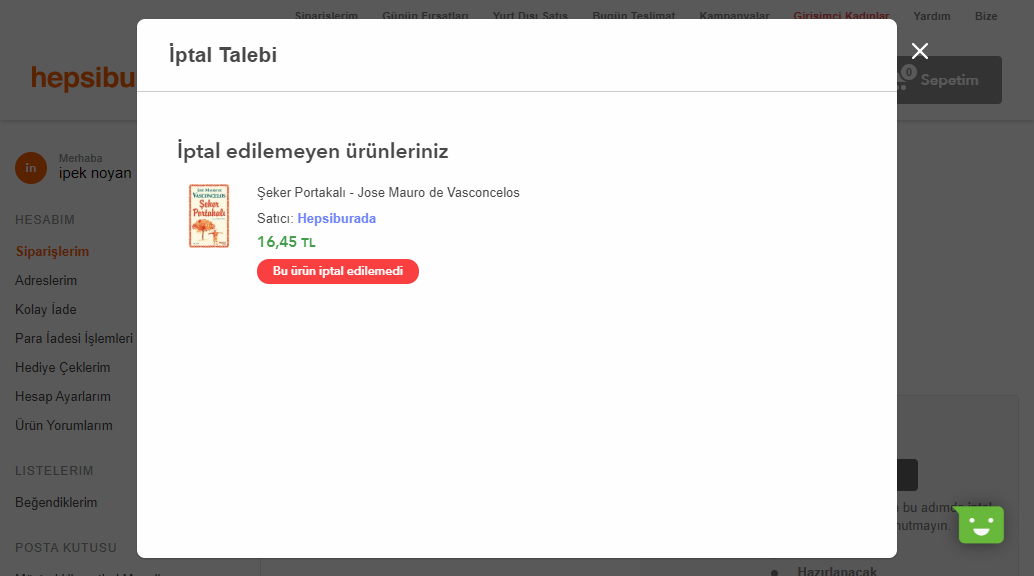 Siparişlerim Günün Fırsatları Yurt Dışı Satış Bugün Teslimat Kampanyalar Girişimci Kadınlar Yardım Bize
İptal Talebi
hepsibu
0 Sepetim
in
Merhaba
ipek noyan
HESABIM
Siparişlerim
Adreslerim
Kolay İade
Para İadesi İşlemleri
Hediye Çeklerim
Hesap Ayarlarım
Ürün Yorumlarım
LISTELERIM
Beğendiklerim
POSTA KUTUSU
İptal edilemeyen ürünleriniz
JOSE MAURO DE
VASCONCELOS
Şeker
Portakalı
Şeker Portakalı - Jose Mauro de Vasconcelos
Satıcı: Hepsiburada
16,45 TL
Bu ürün iptal edilemedi
bu adımda iptal
nutmayın.
Hazırlanacak